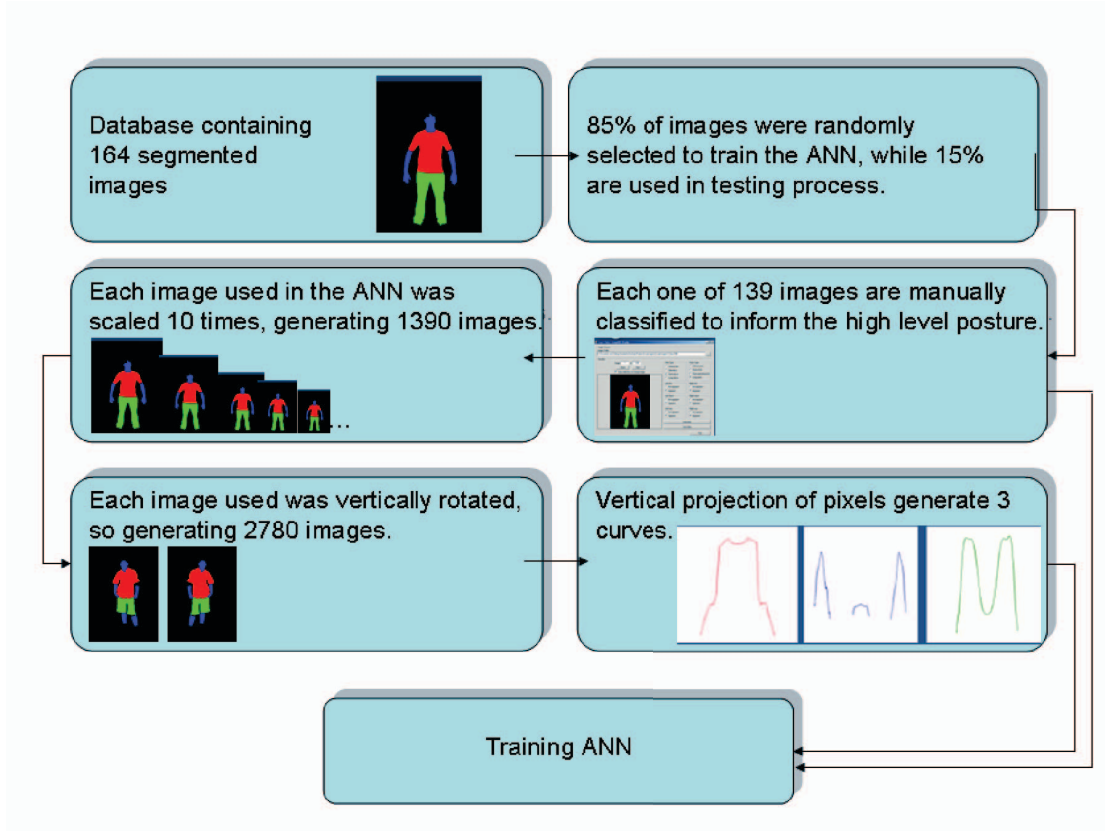 Database containing
164 segmented
images
85% of images were randomly
selected to train the ANN, while 15%
are used in testing process.
Each one of 139 images are manually
classified to inform the high level posture.
Each image used in the ANN was
scaled 10 times, generating 1390 images.
...
Each image used was vertically rotated,
so generating 2780 images.
Vertical projection of pixels generate 3
curves.
Training ANN